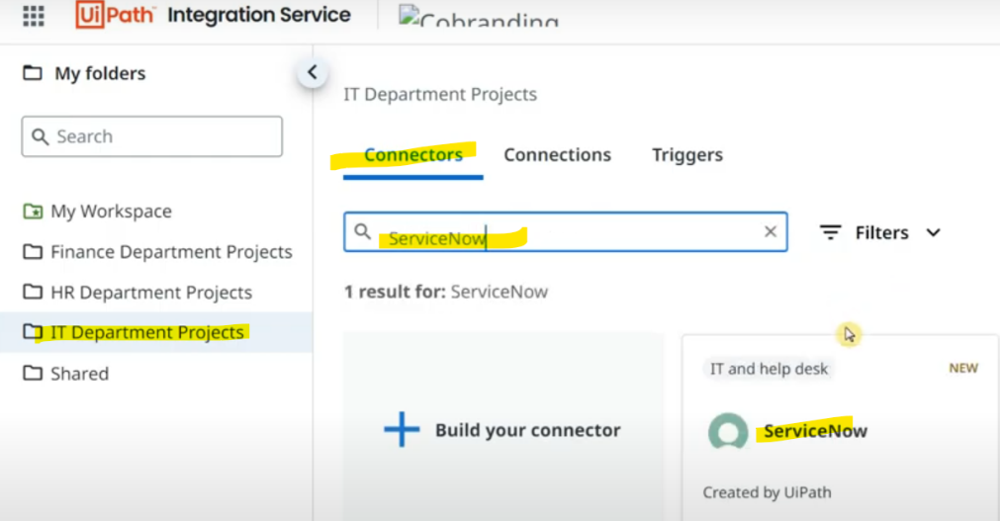 UiPath Integration Service Cobranding
My folders
Search
My Workspace
Finance Department Projects
HR Department Projects
IT Department Projects
Shared
IT Department Projects
Connectors Connections Triggers
ServiceNow Filters
1 result for: ServiceNow
Build your connector
IT and help desk NEW
ServiceNow
Created by UiPath